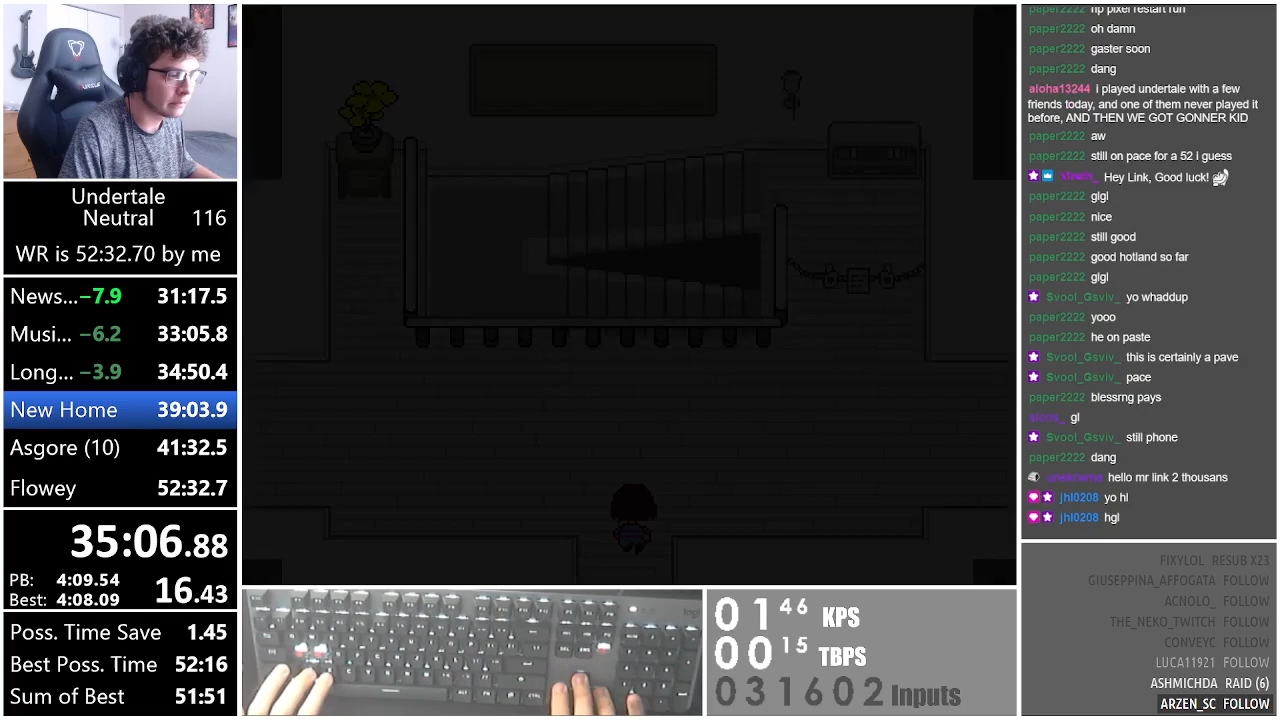 Undertale
Neutral 116
WR is 52:32.70 by me
News... −7.9 31:17.5
Musi... −6.2 33:05.8
Long... −3.9 34:50.4
New Home 39:03.9
Asgore (10) 41:32.5
Flowey 52:32.7
35:06.88
PB: 4:09.54
Best: 4:08.09
16.43
Poss. Time Save 1.45
Best Poss. Time 52:16
Sum of Best 51:51
01 46 KPS
00 15 TBPS
031602 Inputs
paper2222 np pixel restart run
paper2222 oh damn
paper2222 gaster soon
paper2222 dang
aloha13244 i played undertale with a few
friends today, and one of them never played it
before, AND THEN WE GOT GONNER KID
paper2222 aw
paper2222 still on pace for a 52 i guess
Hey Link, Good luck!
paper2222 glgl
paper2222 nice
paper2222 still good
paper2222 good hotland so far
paper2222 glgl
Svool_Gsviv_ yo whaddup
paper2222 yooo
paper2222 he on paste
Svool_Gsviv_ this is certainly a pave
Svool_Gsviv_ pace
paper2222 blessrng pays
gl
Svool_Gsviv_ still phone
paper2222 dang
hello mr link 2 thousans
jhl0208 yo hl
jhl0208 hgl
FIXYLOL RESUB X23
GIUSEPPINA_AFFOGATA FOLLOW
ACNOLO_ FOLLOW
THE_NEKO_TWITCH FOLLOW
CONVEYC FOLLOW
LUCA11921 FOLLOW
ASHMICHDA RAID (6)
ARZEN_SC FOLLOW